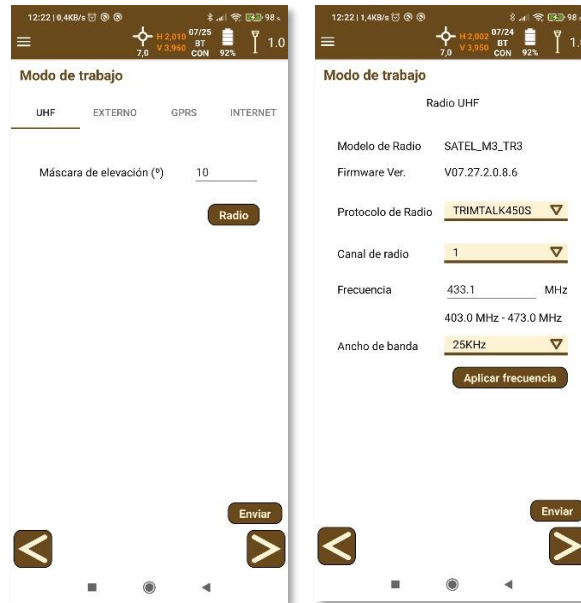 12:22 | 0,4KB/s
98
H 2,010
V 3,960
7,0
07/25
BT
CON
92%
1.0
Modo de trabajo
UHF
EXTERNO
GPRS
INTERNET
Máscara de elevación (º)
10
Radio
Enviar
12:22 | 1,4KB/s
98
H 2,002
V 3,950
7,0
07/24
BT
CON
92%
Modo de trabajo
Radio UHF
Modelo de Radio
SATEL_M3_TR3
Firmware Ver.
V07.27.2.0.8.6
Protocolo de Radio
TRIMTALK450S
Canal de radio
1
Frecuencia
433.1
MHz
403.0 MHz - 473.0 MHz
Ancho de banda
25KHz
Aplicar frecuencia
Enviar